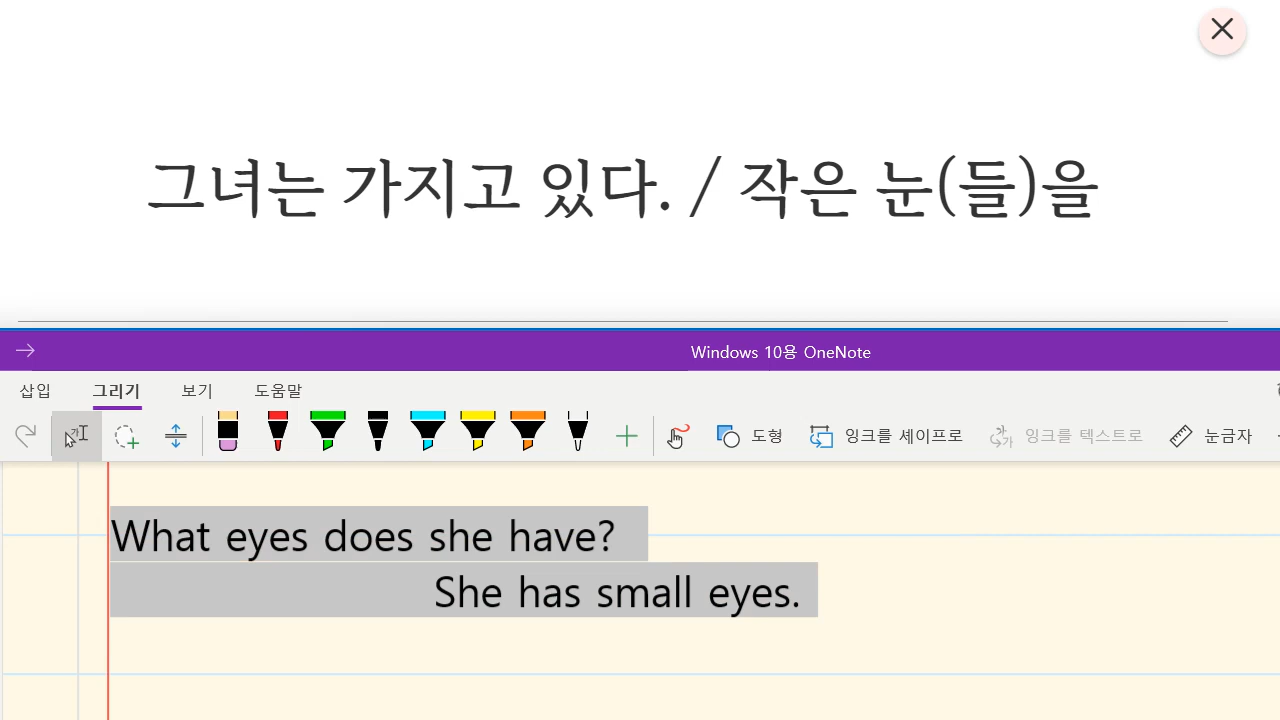 그녀는 가지고 있다. / 작은 눈(들)을
Windows 10용 OneNote
삽입 그리기 보기 도움말
가 도형 잉크를 셰이프로 가 잉크를 텍스트로 눈금자
What eyes does she have?
She has small eyes.